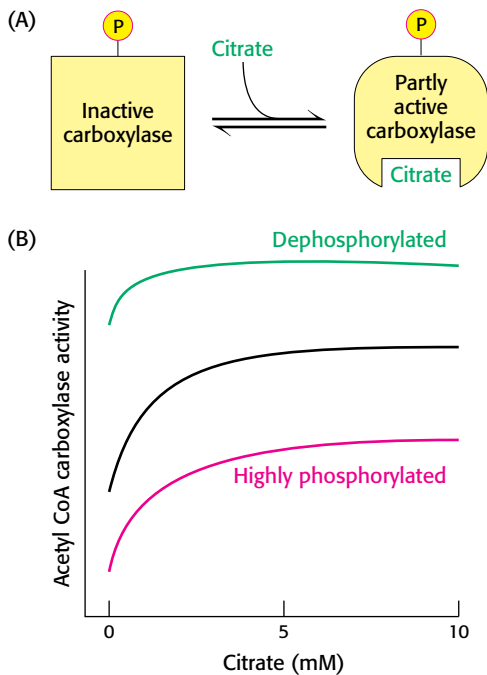 (A)
P
P
Citrate
Inactive
carboxylase
Partly
active
carboxylase
Citrate
(B)
Dephosphorylated
Highly phosphorylated
Acetyl CoA carboxylase activity
0
5
10
Citrate (mM)